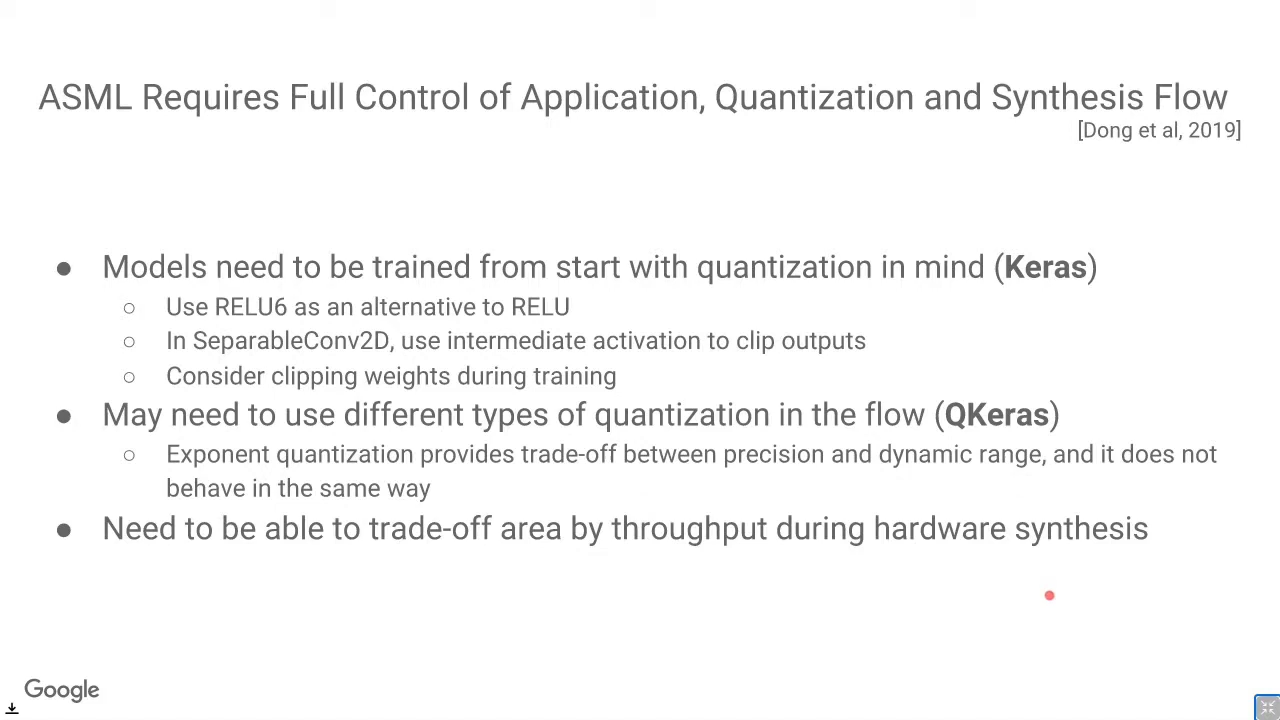 ASML Requires Full Control of Application, Quantization and Synthesis Flow
[Dong et al, 2019]
● Models need to be trained from start with quantization in mind (Keras)
○ Use RELU6 as an alternative to RELU
○ In SeparableConv2D, use intermediate activation to clip outputs
○ Consider clipping weights during training
● May need to use different types of quantization in the flow (QKeras)
○ Exponent quantization provides trade-off between precision and dynamic range, and it does not
behave in the same way
● Need to be able to trade-off area by throughput during hardware synthesis
Google